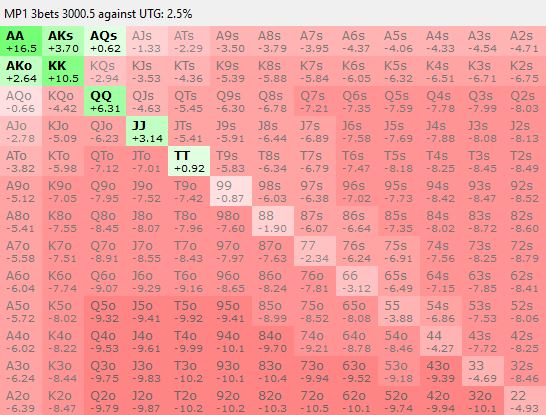 MP1 3bets 3000.5 against UTG: 2.5%
AA AKs AQs AJs ATs A9s A8s A7s A6s A5s A4s A3s A2s
+16.5 +3.70 +0.62 -1.33 -2.29 -3.50 -3.79 -3.95 -4.37 -4.06 -4.33 -4.54 -4.71
AKo KK KQs KJs KTs K9s K8s K7s K6s K5s K4s K3s K2s
+2.64 +10.5 -2.94 -3.53 -4.36 -5.39 -5.88 -5.84 -6.05 -6.32 -6.51 -6.71 -6.75
AQo KQo QQ QJs QTs Q9s Q8s Q7s Q6s Q5s Q4s Q3s Q2s
-0.66 -4.42 +6.31 -4.63 -5.45 -6.30 -6.78 -7.21 -7.35 -7.59 -7.78 -7.99 -8.03
AJo KJo QJo JJ JTs J9s J8s J7s J6s J5s J4s J3s J2s
-2.78 -5.09 -6.23 +3.14 -5.41 -5.91 -6.44 -6.89 -7.58 -7.69 -7.88 -8.08 -8.13
ATo KTo QTo JTo TT T9s T8s T7s T6s T5s T4s T3s T2s
-3.82 -5.98 -7.12 -7.01 +0.92 -5.83 -6.34 -6.79 -7.47 -8.18 -8.25 -8.45 -8.49
A9o K9o Q9o J9o T9o 99 98s 97s 96s 95s 94s 93s 92s
-5.12 -7.05 -7.95 -7.52 -7.42 -0.87 -6.03 -6.38 -7.02 -7.73 -8.42 -8.47 -8.52
A8o K8o Q8o J8o T8o 98o 88 87s 86s 85s 84s 83s 82s
-5.41 -7.55 -8.45 -8.07 -7.96 -7.60 -1.90 -6.07 -6.64 -7.35 -8.02 -8.72 -8.60
A7o K7o Q7o J7o T7o 97o 87o 77 76s 75s 74s 73s 72s
-5.58 -7.51 -8.91 -8.55 -8.43 -7.97 -7.63 -2.34 -6.24 -6.91 -7.56 -8.25 -8.79
A6o K6o Q6o J6o T6o 96o 86o 76o 66 65s 64s 63s 62s
-6.04 -7.74 -9.07 -9.29 -9.16 -8.65 -8.24 -7.81 -3.12 -6.49 -7.15 -7.85 -8.41
A5o K5o Q5o J5o T5o 95o 85o 75o 65o 55 54s 53s 52s
-5.72 -8.02 -9.32 -9.41 -9.92 -9.41 -8.99 -8.52 -8.08 -3.88 -6.86 -7.53 -8.06
A4o K4o Q4o J4o T4o 94o 84o 74o 64o 54o 44 43s 42s
-6.02 -8.22 -9.53 -9.61 -9.99 -10.1 -9.70 -9.21 -8.78 -8.46 -4.27 -7.72 -8.25
A3o K3o Q3o J3o T3o 93o 83o 73o 63o 53o 43o 33 32s
-6.24 -8.44 -9.75 -9.83 -10.2 -10.1 -10.4 -9.94 -9.52 -9.18 -9.39 -4.69 -8.46
A2o K2o Q2o J2o T2o 92o 82o 72o 62o 52o 42o 32o 22
-6.39 -8.47 -9.79 -9.87 -10.2 -10.2 -10.3 -10.5 -10.1 -9.74 -9.94 -10.1 -4.93